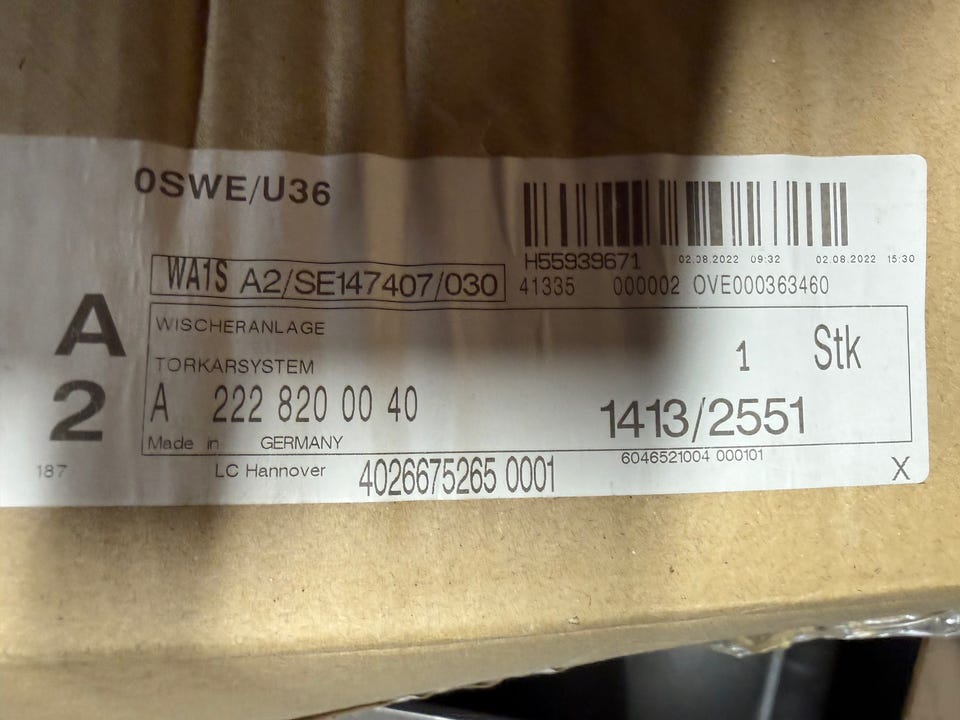 0SWE/U36
H55939671 02.08.2022 09:32 02.08.2022 15:30
WA1S A2/SE147407/030 41335 000002 OVE000363460
A
2
WISCHERANLAGE
TORKARSYSTEM
1 Stk
A 222 820 00 40
1413/2551
Made in GERMANY
6046521004 000101
187
LC Hannover
4026675265 0001
X